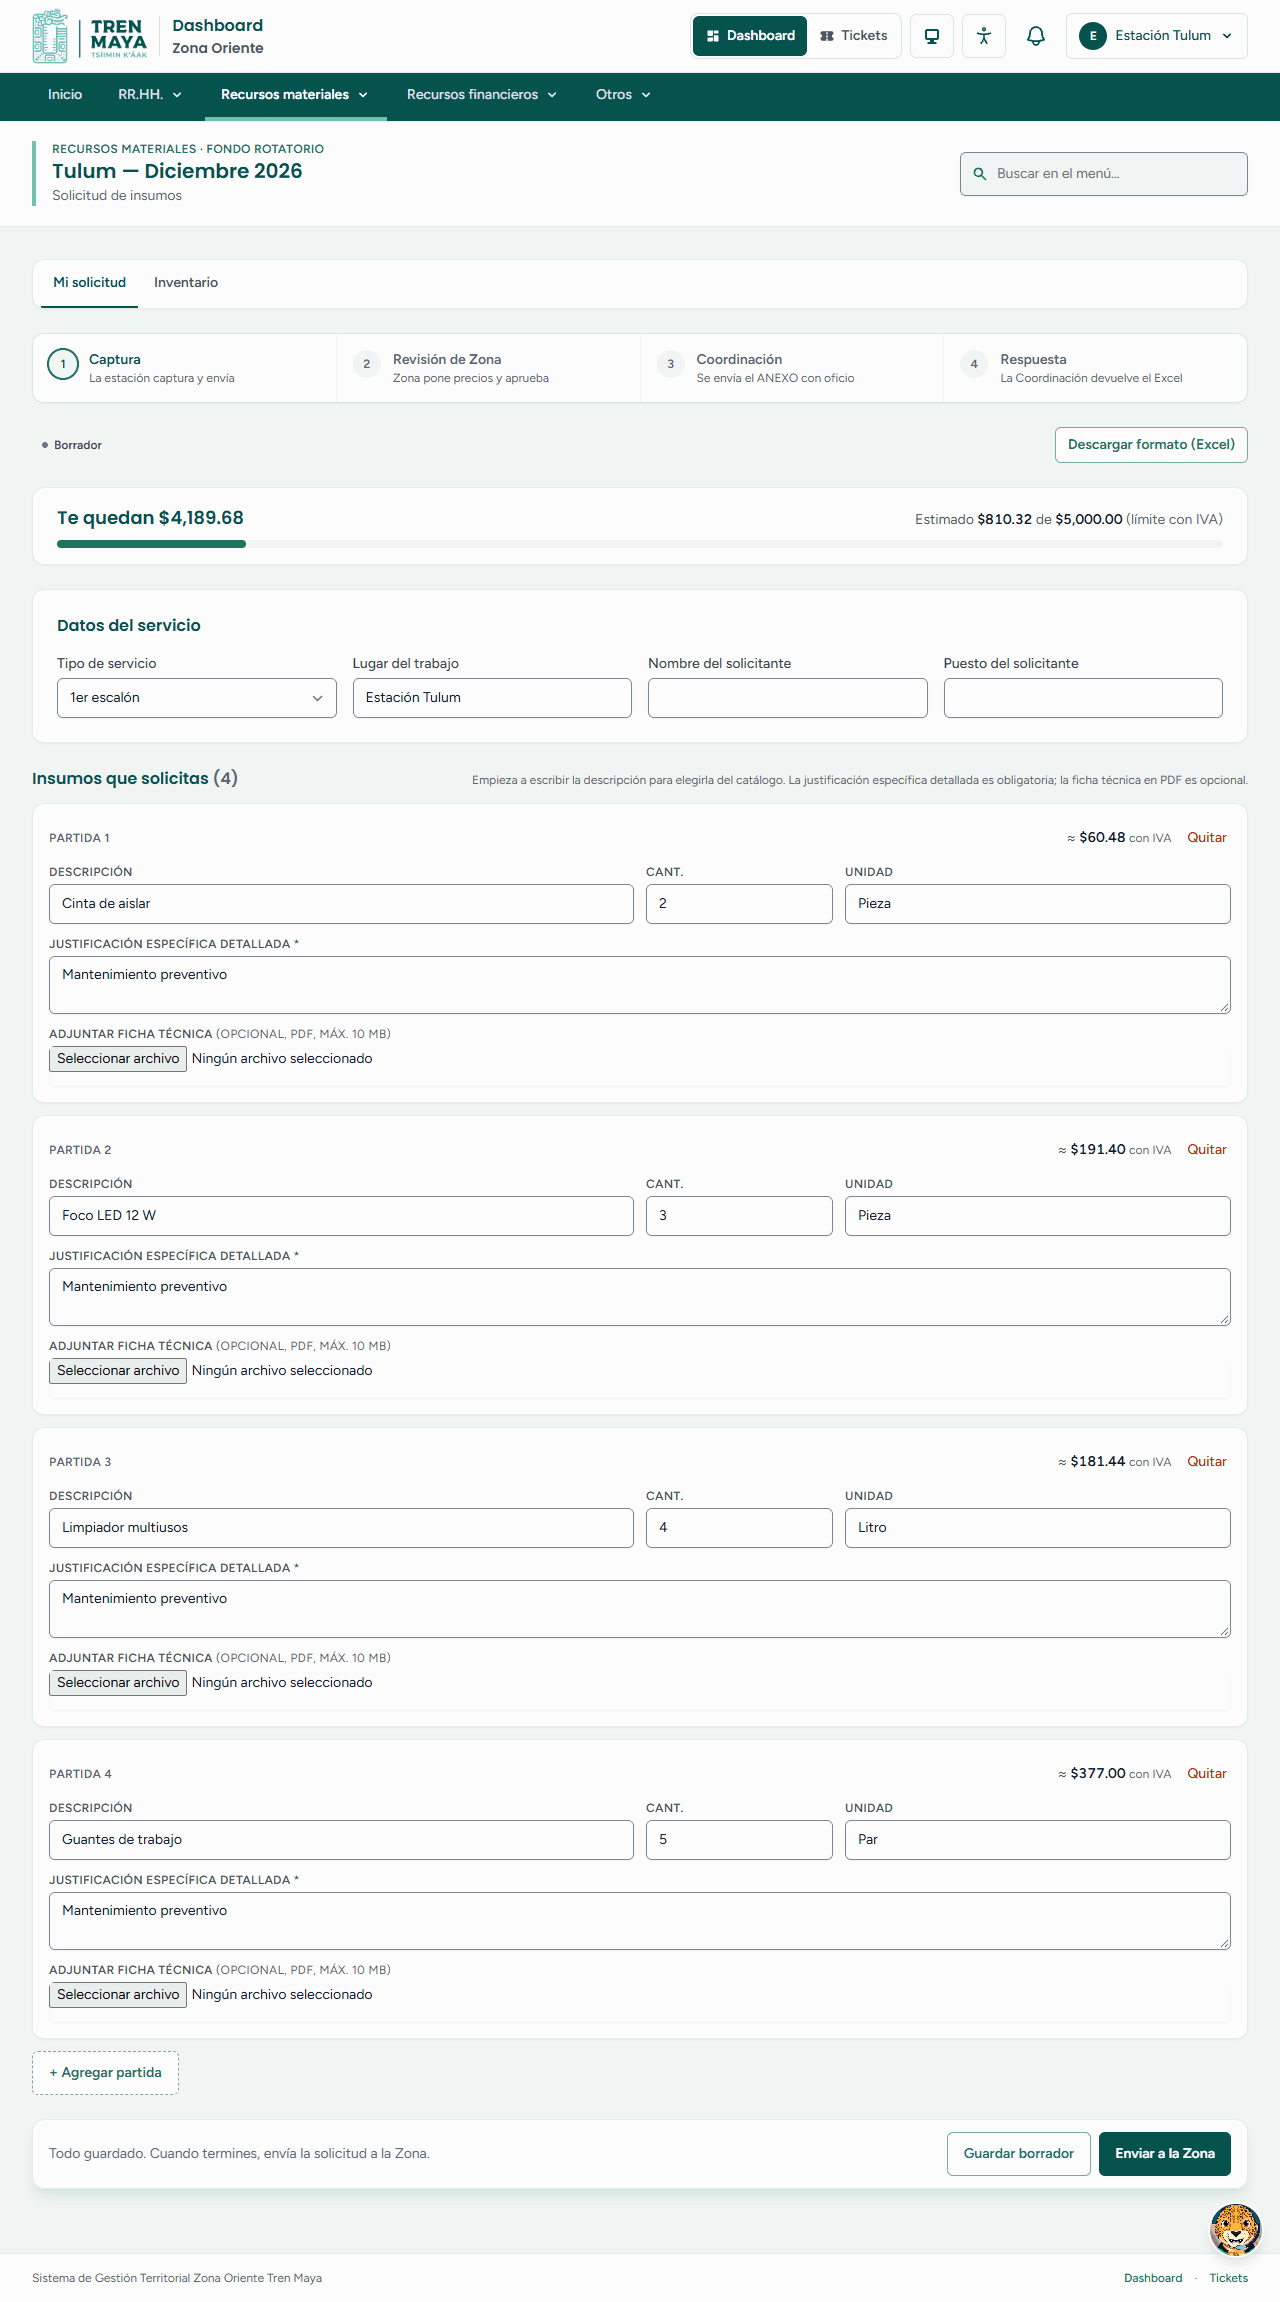 TREN
MAYA
TSÍIMIN K'ÁAK
Dashboard
Zona Oriente
Dashboard
Tickets
E
Estación Tulum
Inicio
RR.HH.
Recursos materiales
Recursos financieros
Otros
RECURSOS MATERIALES · FONDO ROTATORIO
Tulum — Diciembre 2026
Solicitud de insumos
Buscar en el menú...
Mi solicitud
Inventario
1
Captura
La estación captura y envía
2
Revisión de Zona
Zona pone precios y aprueba
3
Coordinación
Se envía el ANEXO con oficio
4
Respuesta
La Coordinación devuelve el Excel
Borrador
Descargar formato (Excel)
Te quedan $4,189.68
Estimado $810.32 de $5,000.00 (límite con IVA)
Datos del servicio
Tipo de servicio
Lugar del trabajo
Nombre del solicitante
Puesto del solicitante
1er escalón
Estación Tulum
Insumos que solicitas (4)
Empieza a escribir la descripción para elegirla del catálogo. La justificación específica detallada es obligatoria; la ficha técnica en PDF es opcional.
PARTIDA 1
≈ $60.48 con IVA
Quitar
DESCRIPCIÓN
CANT.
UNIDAD
Cinta de aislar
2
Pieza
JUSTIFICACIÓN ESPECÍFICA DETALLADA *
Mantenimiento preventivo
ADJUNTAR FICHA TÉCNICA (OPCIONAL, PDF, MÁX. 10 MB)
Seleccionar archivo
Ningún archivo seleccionado
PARTIDA 2
≈ $191.40 con IVA
Quitar
DESCRIPCIÓN
CANT.
UNIDAD
Foco LED 12 W
3
Pieza
JUSTIFICACIÓN ESPECÍFICA DETALLADA *
Mantenimiento preventivo
ADJUNTAR FICHA TÉCNICA (OPCIONAL, PDF, MÁX. 10 MB)
Seleccionar archivo
Ningún archivo seleccionado
PARTIDA 3
≈ $181.44 con IVA
Quitar
DESCRIPCIÓN
CANT.
UNIDAD
Limpiador multiusos
4
Litro
JUSTIFICACIÓN ESPECÍFICA DETALLADA *
Mantenimiento preventivo
ADJUNTAR FICHA TÉCNICA (OPCIONAL, PDF, MÁX. 10 MB)
Seleccionar archivo
Ningún archivo seleccionado
PARTIDA 4
≈ $377.00 con IVA
Quitar
DESCRIPCIÓN
CANT.
UNIDAD
Guantes de trabajo
5
Par
JUSTIFICACIÓN ESPECÍFICA DETALLADA *
Mantenimiento preventivo
ADJUNTAR FICHA TÉCNICA (OPCIONAL, PDF, MÁX. 10 MB)
Seleccionar archivo
Ningún archivo seleccionado
+ Agregar partida
Todo guardado. Cuando termines, envía la solicitud a la Zona.
Guardar borrador
Enviar a la Zona
Sistema de Gestión Territorial Zona Oriente Tren Maya
Dashboard · Tickets